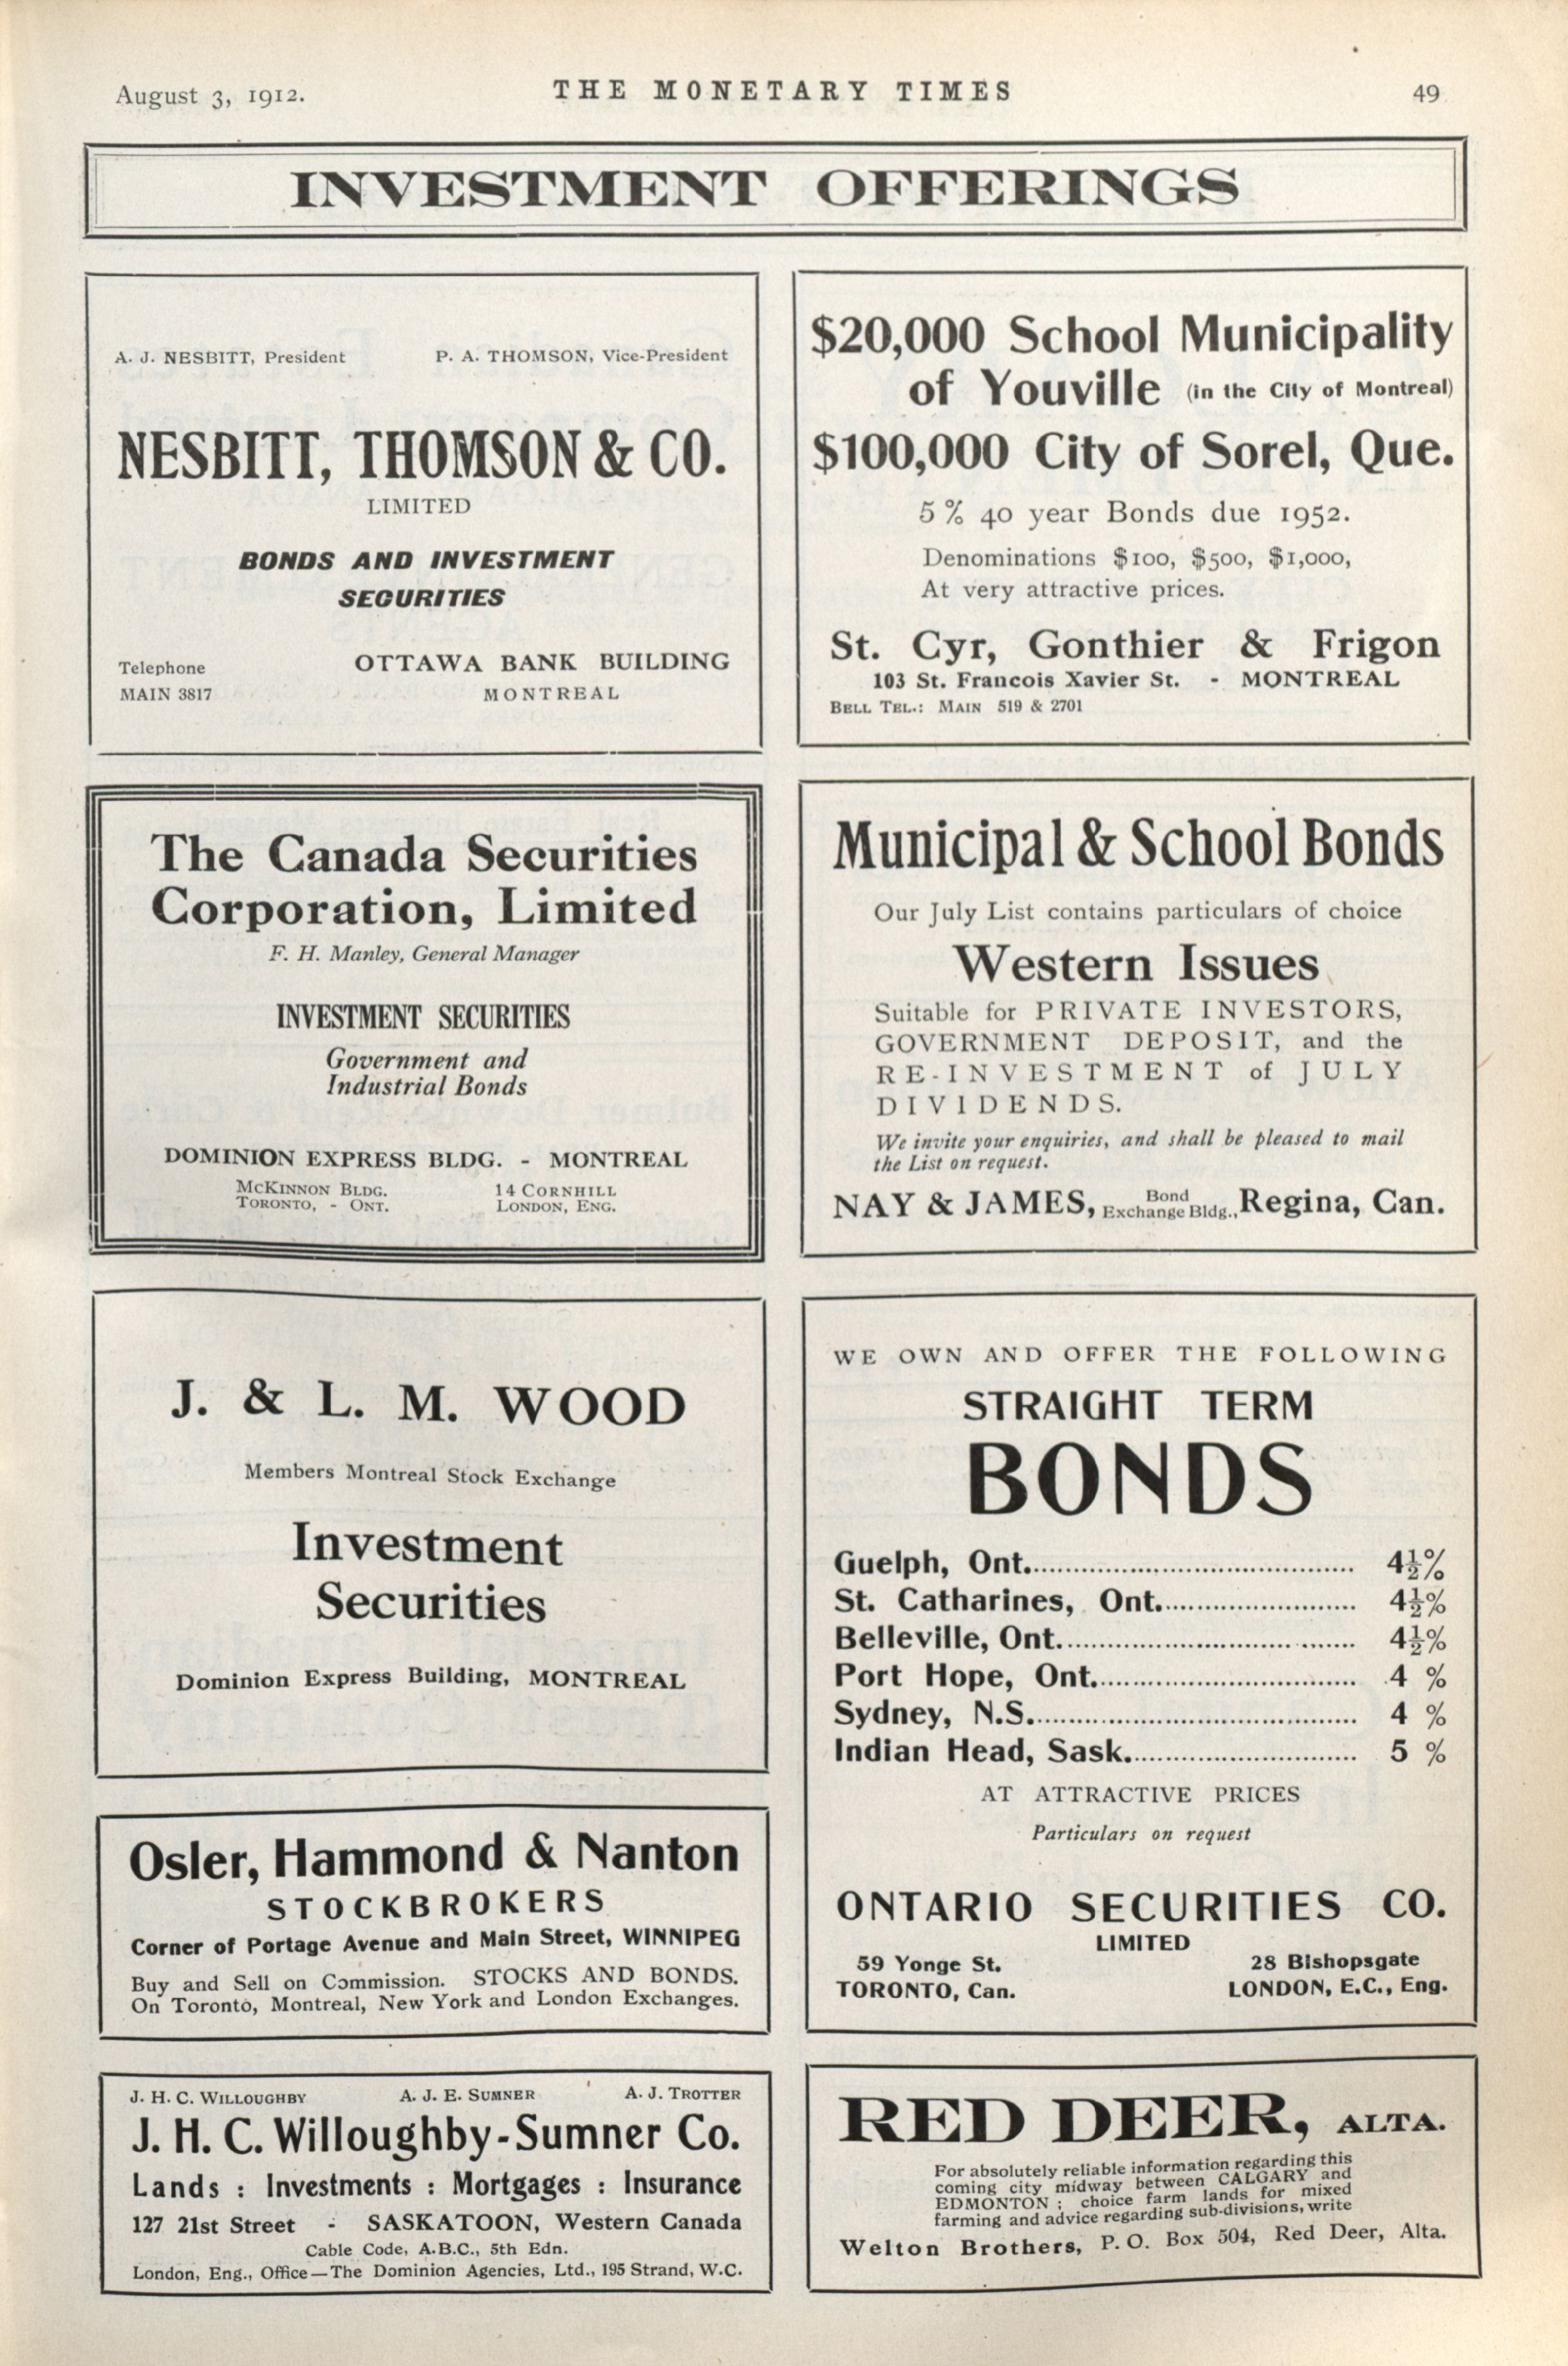 August 3, 1912.
THE MONETARY TIMES
49
INVESTMENT OFFERINGS
A. J. NESBITT, President
P. A. THOMSON, Vice-President
NESBITT, THOMSON & CO.
LIMITED
BONDS AND INVESTMENT
SECURITIES
Telephone
MAIN 3817
OTTAWA BANK BUILDING
MONTREAL
$20,000 School Municipality
of Youville (in the City of Montreal)
$100,000 City of Sorel, Que.
5% 40 year Bonds due 1952.
Denominations $100, $500, $1,000,
At very attractive prices.
St. Cyr, Gonthier & Frigon
103 St. Francois Xavier St. - MONTREAL
BELL TEL.: MAIN 519 & 2701
The Canada Securities
Corporation, Limited
F. H. Manley, General Manager
INVESTMENT SECURITIES
Government and
Industrial Bonds
DOMINION EXPRESS BLDG. - MONTREAL
MCKINNON BLDG.
TORONTO, - ONT.
14 CORNHILL
LONDON, ENG.
Municipal & School Bonds
Our July List contains particulars of choice
Western Issues
Suitable for PRIVATE INVESTORS,
GOVERNMENT DEPOSIT, and the
RE-INVESTMENT of JULY
DIVIDENDS.
We invite your enquiries, and shall be pleased to mail
the List on request.
NAY & JAMES, Bond Exchange Bldg., Regina, Can.
J. & L. M. WOOD
Members Montreal Stock Exchange
Investment
Securities
Dominion Express Building, MONTREAL
WE OWN AND OFFER THE FOLLOWING
STRAIGHT TERM
BONDS
Guelph, Ont. 4½%
St. Catharines, Ont. 4½%
Belleville, Ont. 4½%
Port Hope, Ont. 4 %
Sydney, N.S. 4 %
Indian Head, Sask. 5 %
AT ATTRACTIVE PRICES
Particulars on request
ONTARIO SECURITIES CO.
LIMITED
59 Yonge St.
TORONTO, Can.
28 Bishopsgate
LONDON, E.C., Eng.
Osler, Hammond & Nanton
STOCKBROKERS
Corner of Portage Avenue and Main Street, WINNIPEG
Buy and Sell on Commission. STOCKS AND BONDS.
On Toronto, Montreal, New York and London Exchanges.
J. H. C. WILLOUGHBY
A. J. E. SUMNER
A. J. TROTTER
J. H. C. Willoughby-Sumner Co.
Lands : Investments : Mortgages : Insurance
127 21st Street - SASKATOON, Western Canada
Cable Code, A.B.C., 5th Edn.
London, Eng., Office—The Dominion Agencies, Ltd., 195 Strand, W.C.
RED DEER, ALTA.
For absolutely reliable information regarding this
coming city midway between CALGARY and
EDMONTON ; choice farm lands for mixed
farming and advice regarding sub-divisions, write
Welton Brothers, P. O. Box 504, Red Deer, Alta.